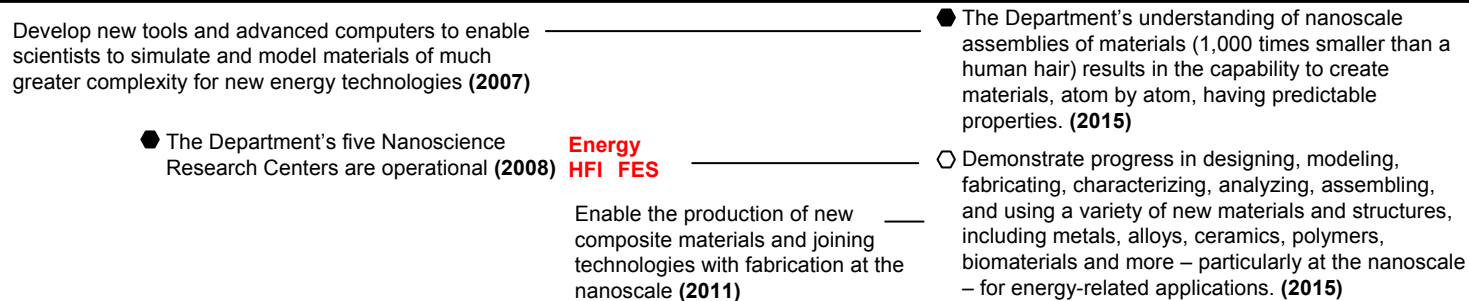 Develop new tools and advanced computers to enable
scientists to simulate and model materials of much
greater complexity for new energy technologies (2007)
The Department’s understanding of nanoscale
assemblies of materials (1,000 times smaller than a
human hair) results in the capability to create
materials, atom by atom, having predictable
properties. (2015)
The Department’s five Nanoscience
Research Centers are operational (2008)
Energy
HFI FES
Demonstrate progress in designing, modeling,
fabricating, characterizing, analyzing, assembling,
and using a variety of new materials and structures,
including metals, alloys, ceramics, polymers,
biomaterials and more – particularly at the nanoscale
– for energy-related applications. (2015)
Enable the production of new
composite materials and joining
technologies with fabrication at the
nanoscale (2011)